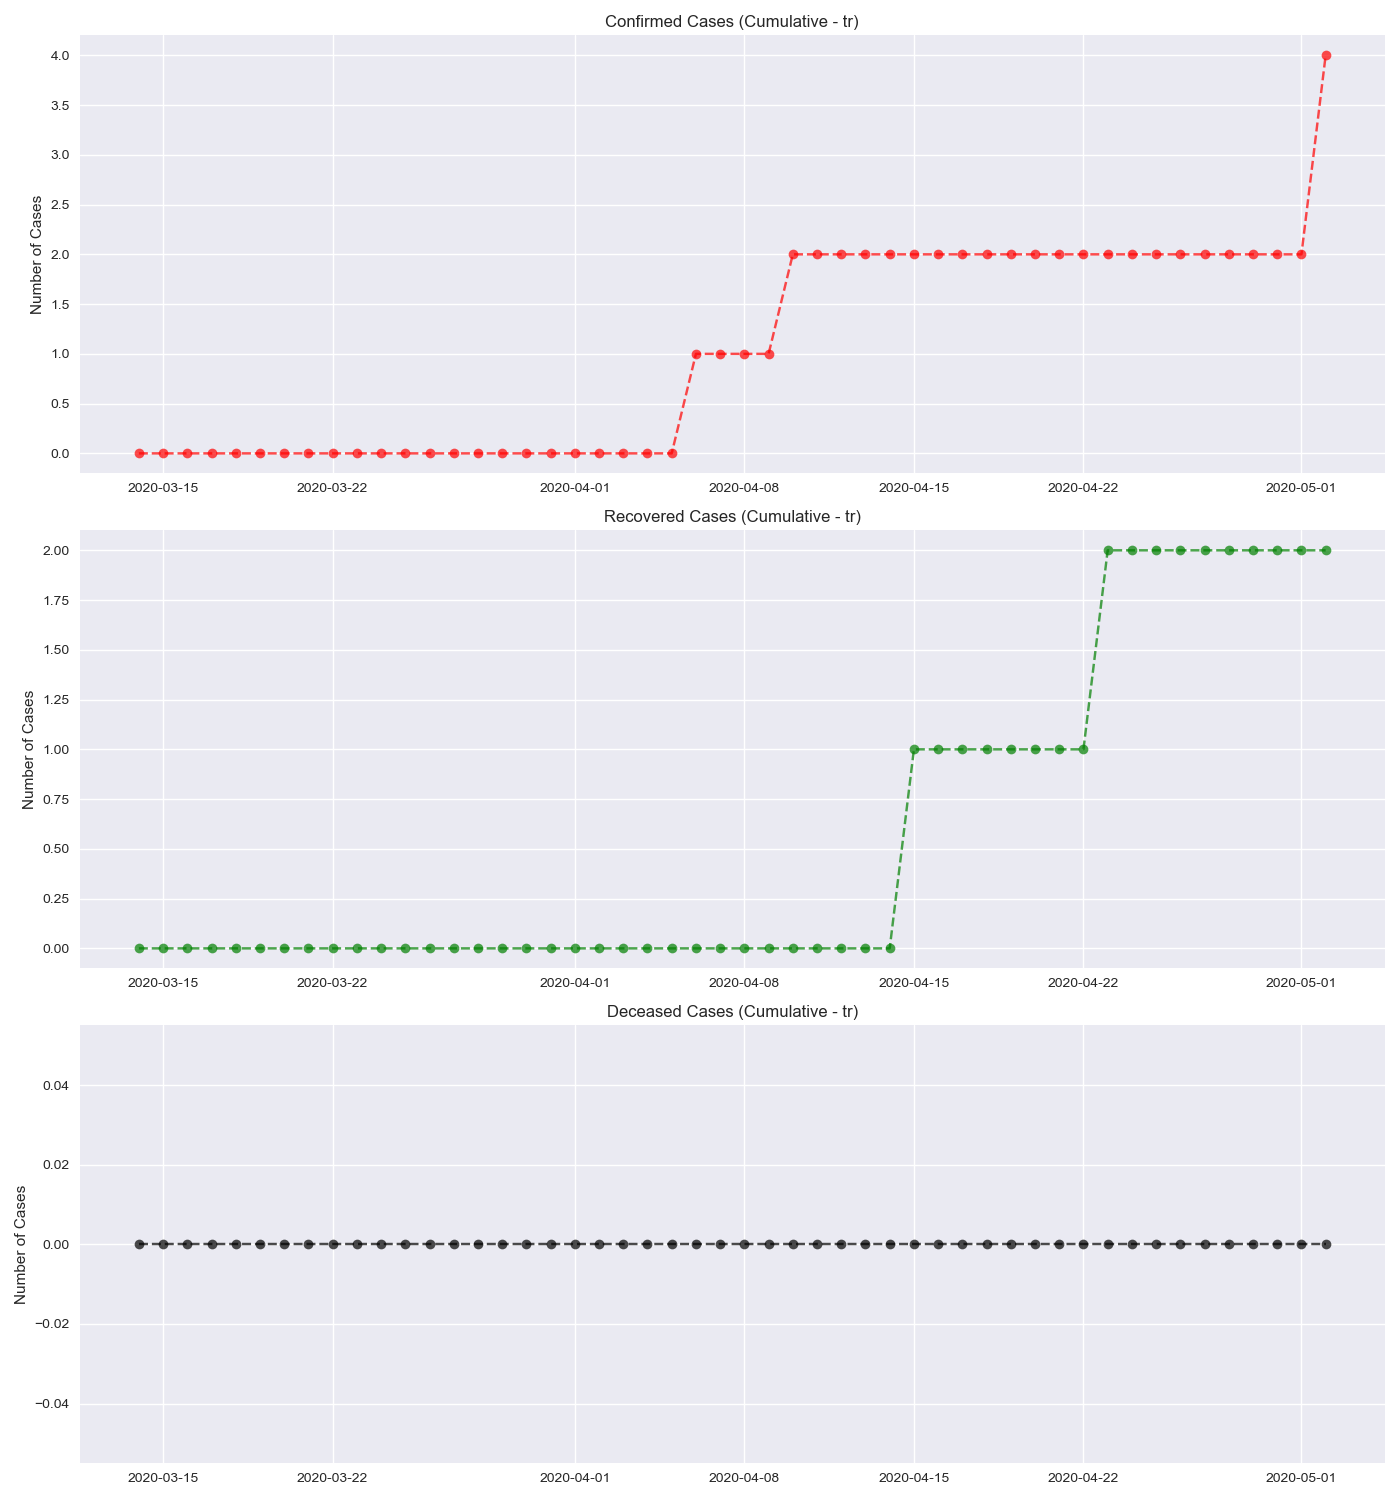 Confirmed Cases (Cumulative - tr)
Number of Cases
4.0
3.5
3.0
2.5
2.0
1.5
1.0
0.5
0.0
2020-03-15 2020-03-22 2020-04-01 2020-04-08 2020-04-15 2020-04-22 2020-05-01
Recovered Cases (Cumulative - tr)
Number of Cases
2.00
1.75
1.50
1.25
1.00
0.75
0.50
0.25
0.00
2020-03-15 2020-03-22 2020-04-01 2020-04-08 2020-04-15 2020-04-22 2020-05-01
Deceased Cases (Cumulative - tr)
Number of Cases
0.04
0.02
0.00
−0.02
−0.04
2020-03-15 2020-03-22 2020-04-01 2020-04-08 2020-04-15 2020-04-22 2020-05-01